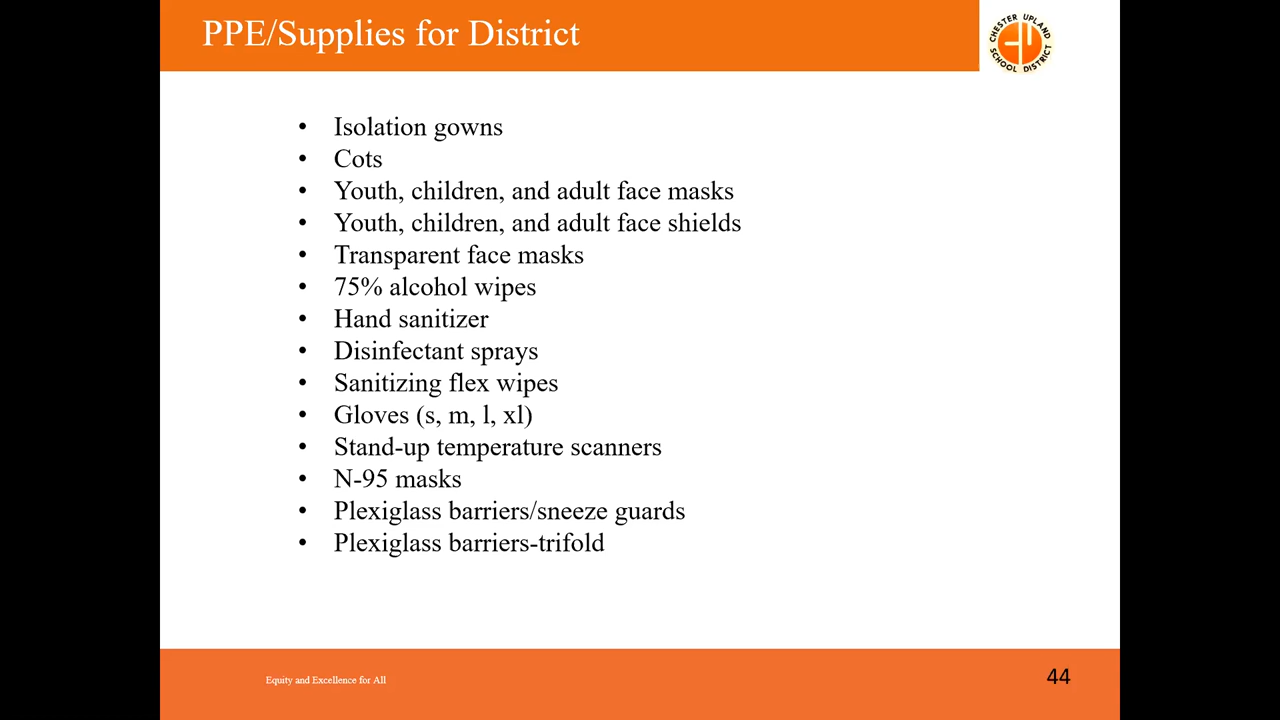 PPE/Supplies for District
CHESTER UPLAND
SCHOOL DISTRICT
• Isolation gowns
• Cots
• Youth, children, and adult face masks
• Youth, children, and adult face shields
• Transparent face masks
• 75% alcohol wipes
• Hand sanitizer
• Disinfectant sprays
• Sanitizing flex wipes
• Gloves (s, m, l, xl)
• Stand-up temperature scanners
• N-95 masks
• Plexiglass barriers/sneeze guards
• Plexiglass barriers-trifold
Equity and Excellence for All
44